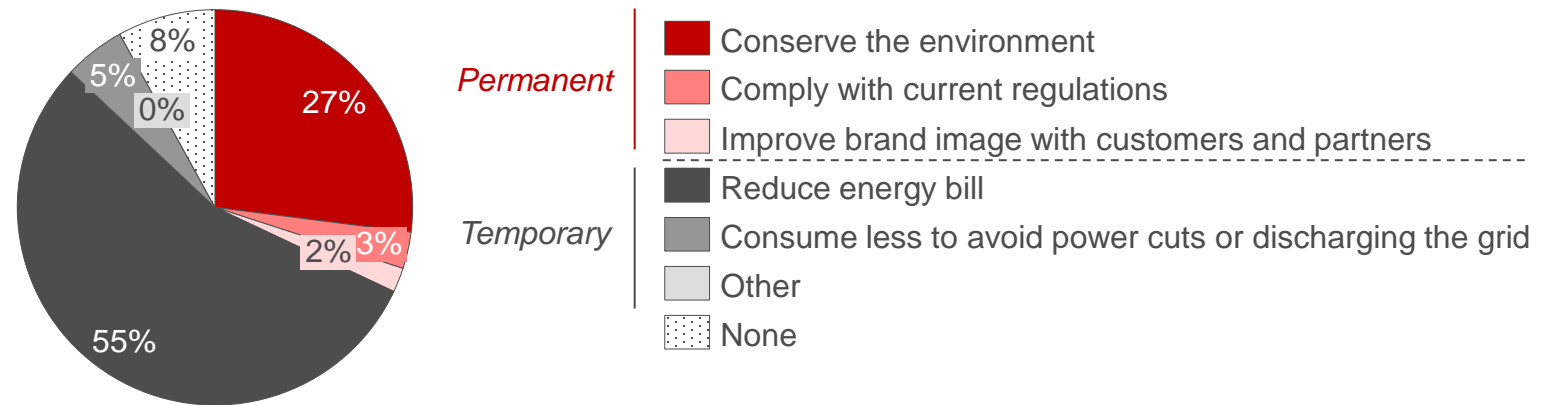 8%
5%
0%
27%
2%
3%
55%
Permanent
Temporary
Conserve the environment
Comply with current regulations
Improve brand image with customers and partners
Reduce energy bill
Consume less to avoid power cuts or discharging the grid
Other
None